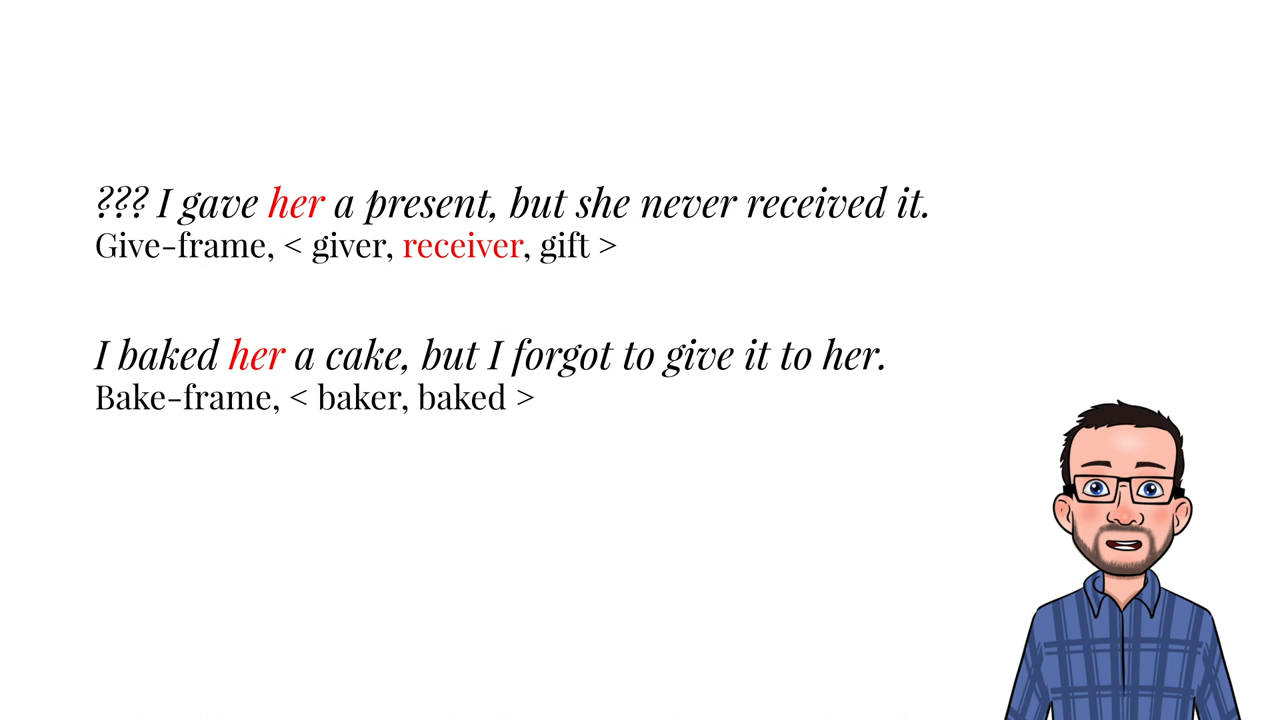 ??? I gave her a present, but she never received it.
Give-frame, < giver, receiver, gift >
I baked her a cake, but I forgot to give it to her.
Bake-frame, < baker, baked >